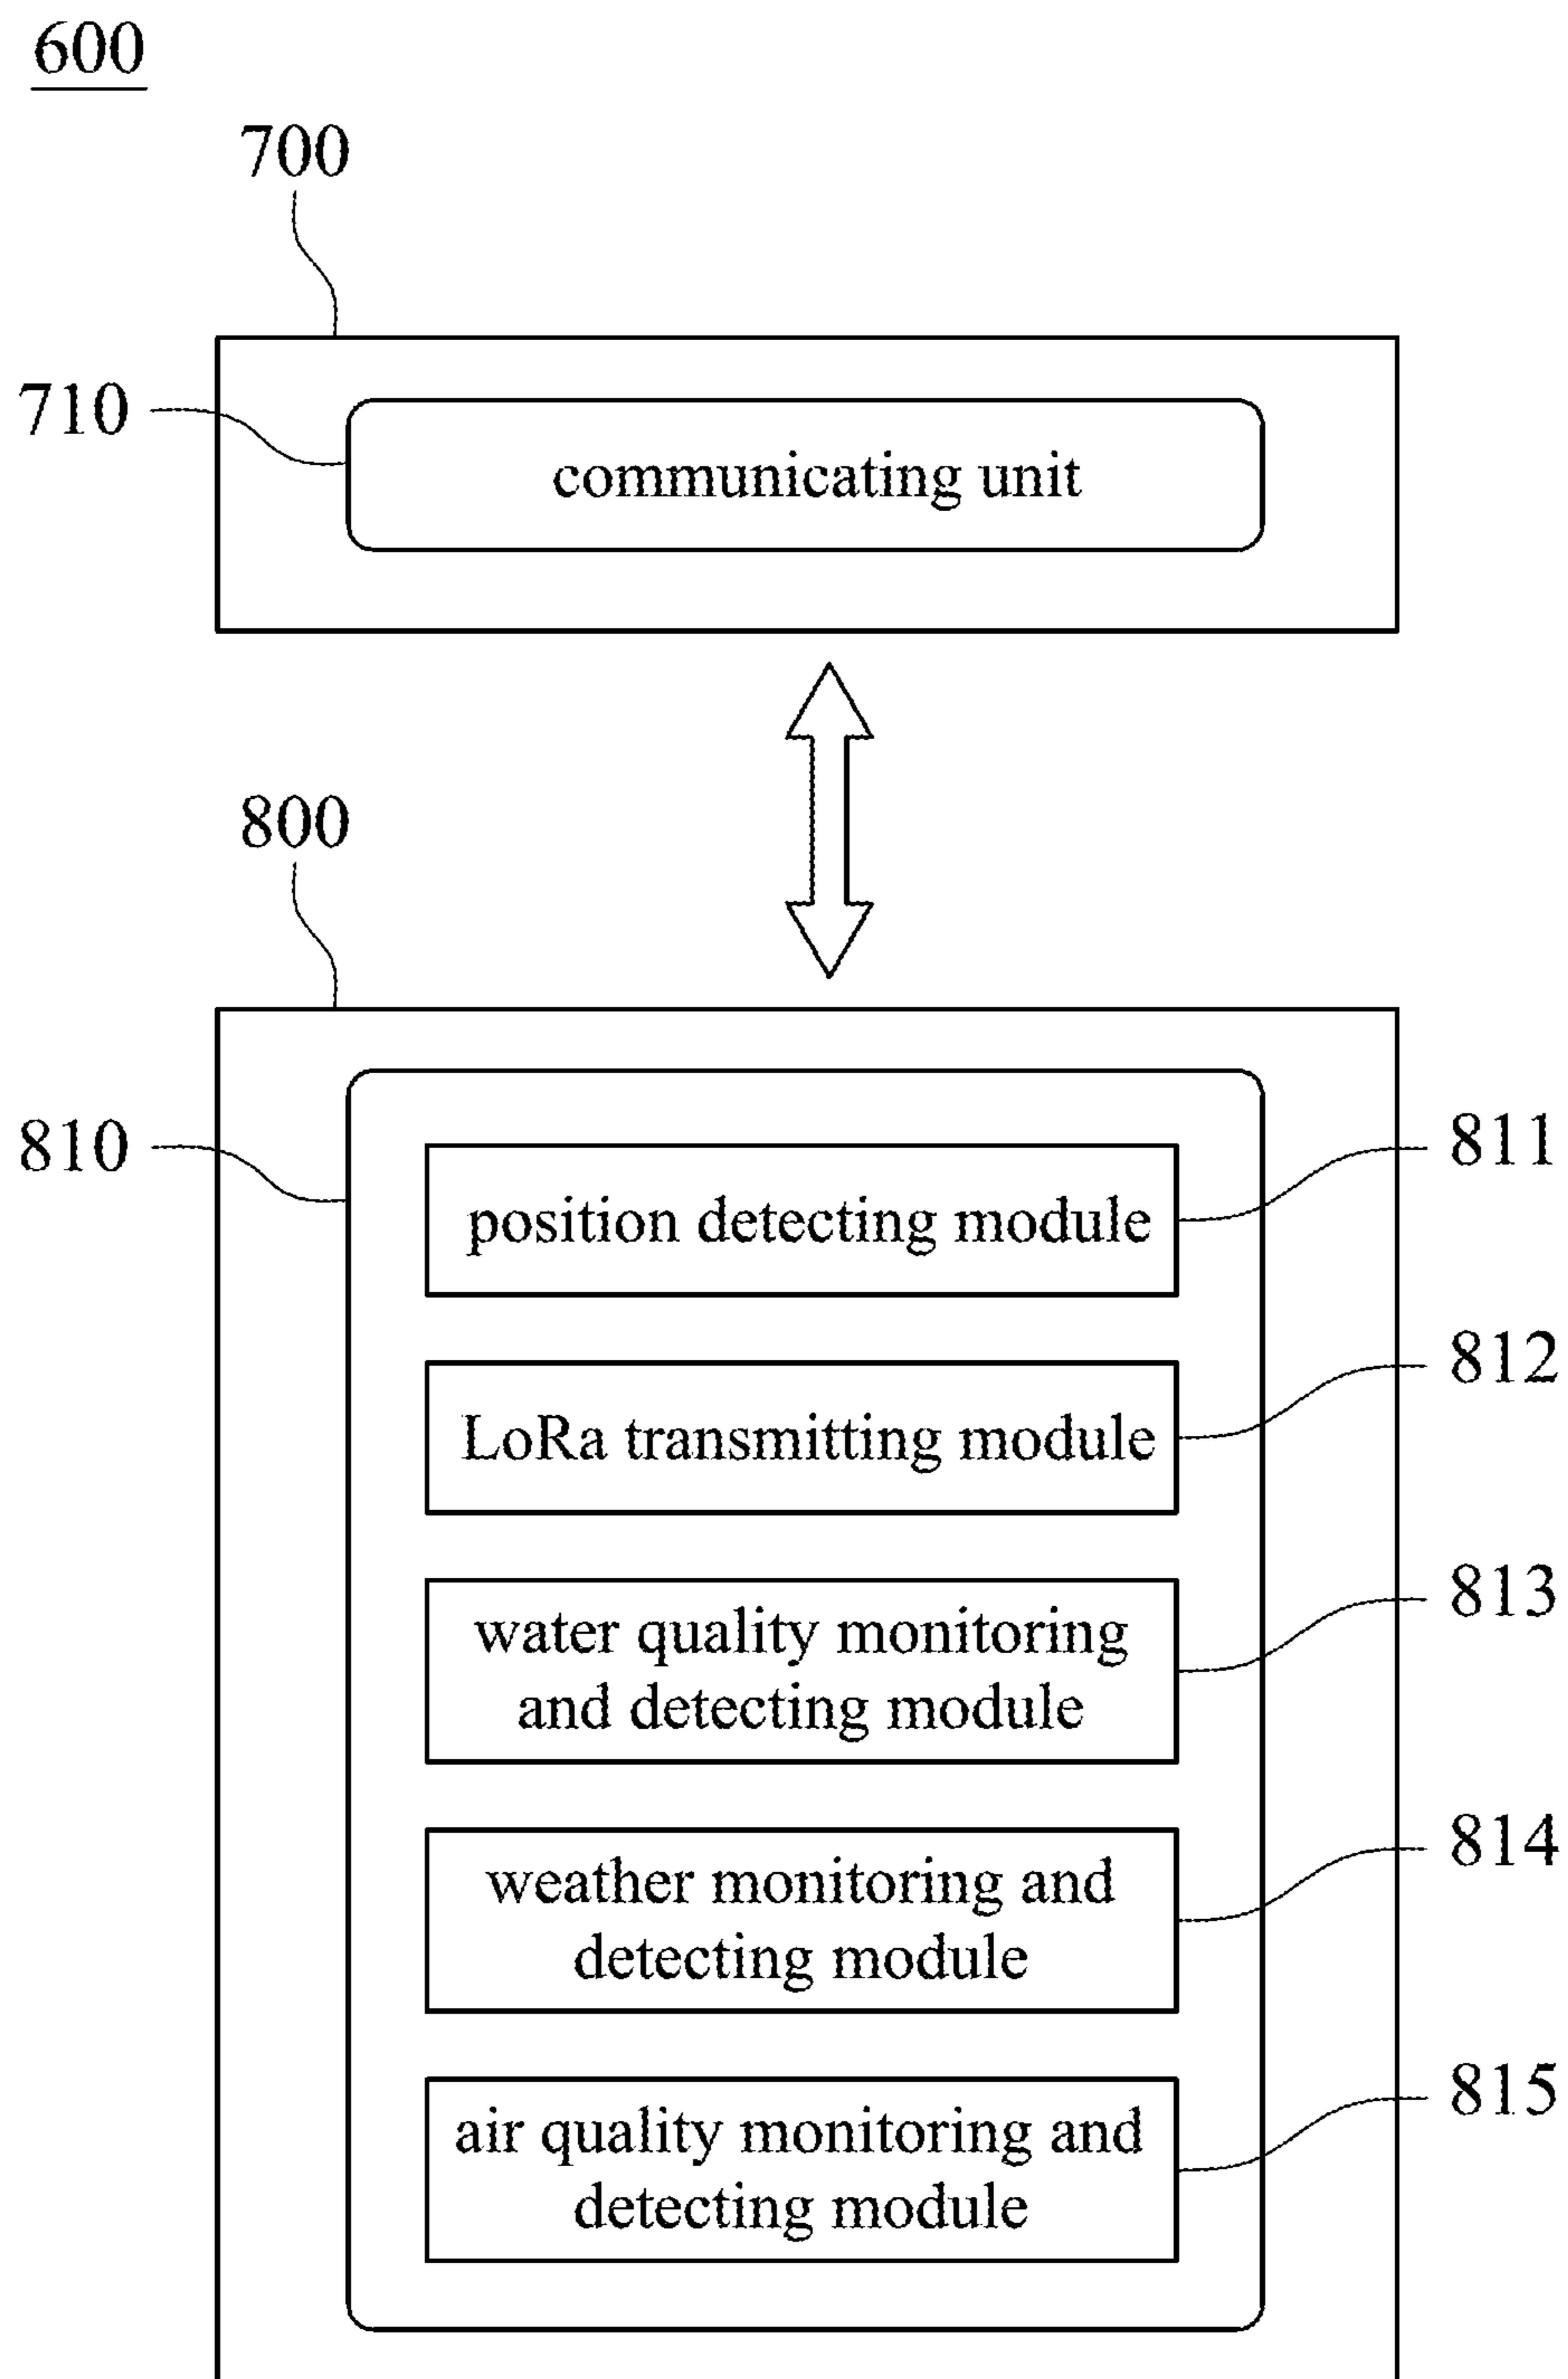 600
700
710
communicating unit
800
810
position detecting module
811
LoRa transmitting module
812
water quality monitoring
and detecting module
813
weather monitoring and
detecting module
814
air quality monitoring and
detecting module
815